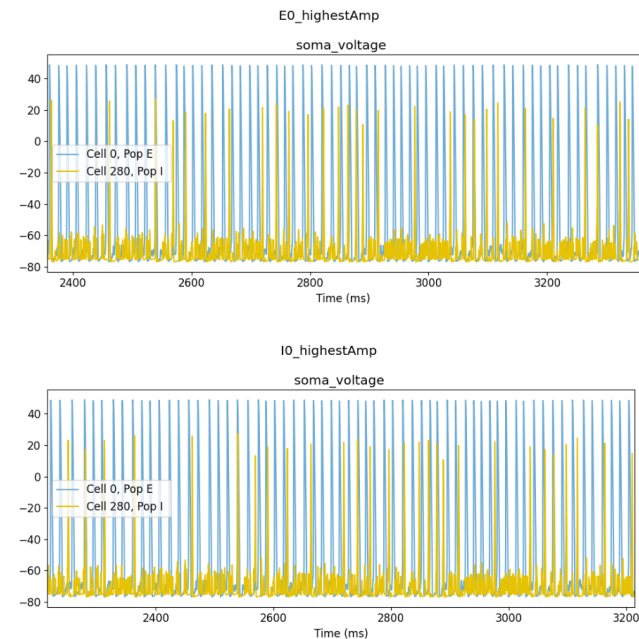 E0_highestAmp
soma_voltage
40
20
0
Cell 0, Pop E
−20
Cell 280, Pop I
−40
−60
−80
2400 2600 2800 3000 3200
Time (ms)
I0_highestAmp
soma_voltage
40
20
0
Cell 0, Pop E
−20
Cell 280, Pop I
−40
−60
−80
2400 2600 2800 3000 3200
Time (ms)